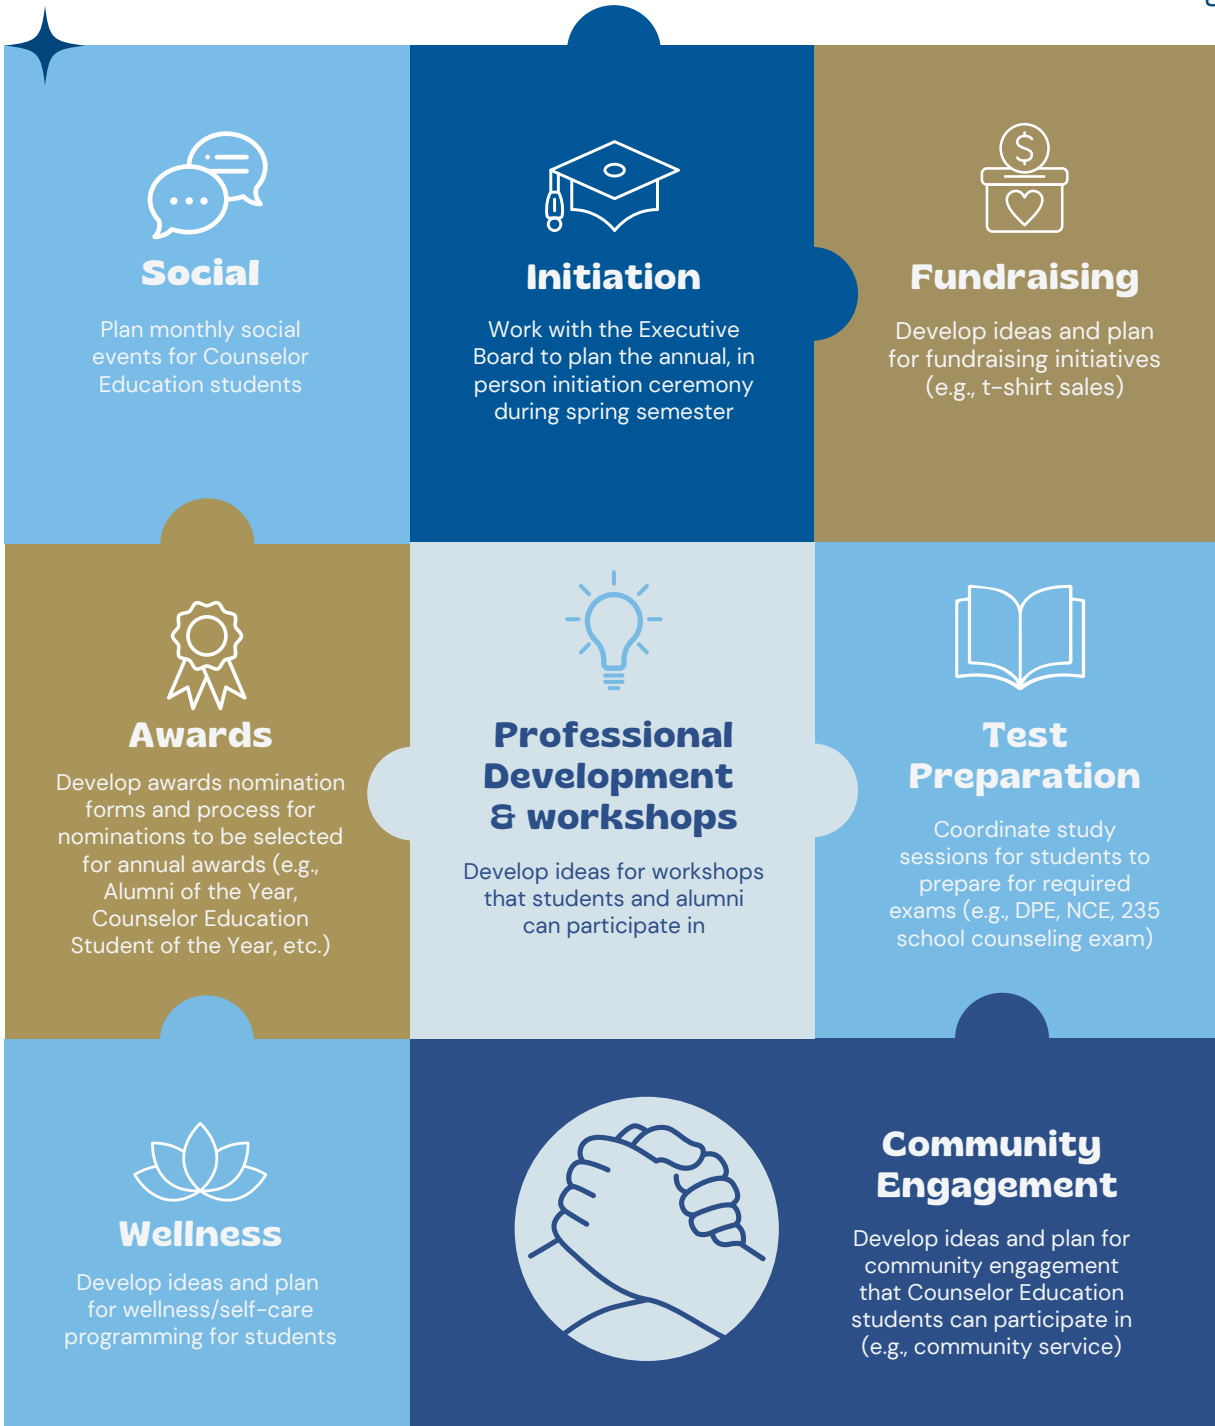 Social
Plan monthly social
events for Counselor
Education students
Initiation
Work with the Executive
Board to plan the annual, in
person initiation ceremony
during spring semester
$
Fundraising
Develop ideas and plan
for fundraising initiatives
(e.g., t-shirt sales)
Awards
Develop awards nomination
forms and process for
nominations to be selected
for annual awards (e.g.,
Alumni of the Year,
Counselor Education
Student of the Year, etc.)
Professional
Development
& workshops
Develop ideas for workshops
that students and alumni
can participate in
Test
Preparation
Coordinate study
sessions for students to
prepare for required
exams (e.g., DPE, NCE, 235
school counseling exam)
Wellness
Develop ideas and plan
for wellness/self-care
programming for students
Community
Engagement
Develop ideas and plan for
community engagement
that Counselor Education
students can participate in
(e.g., community service)